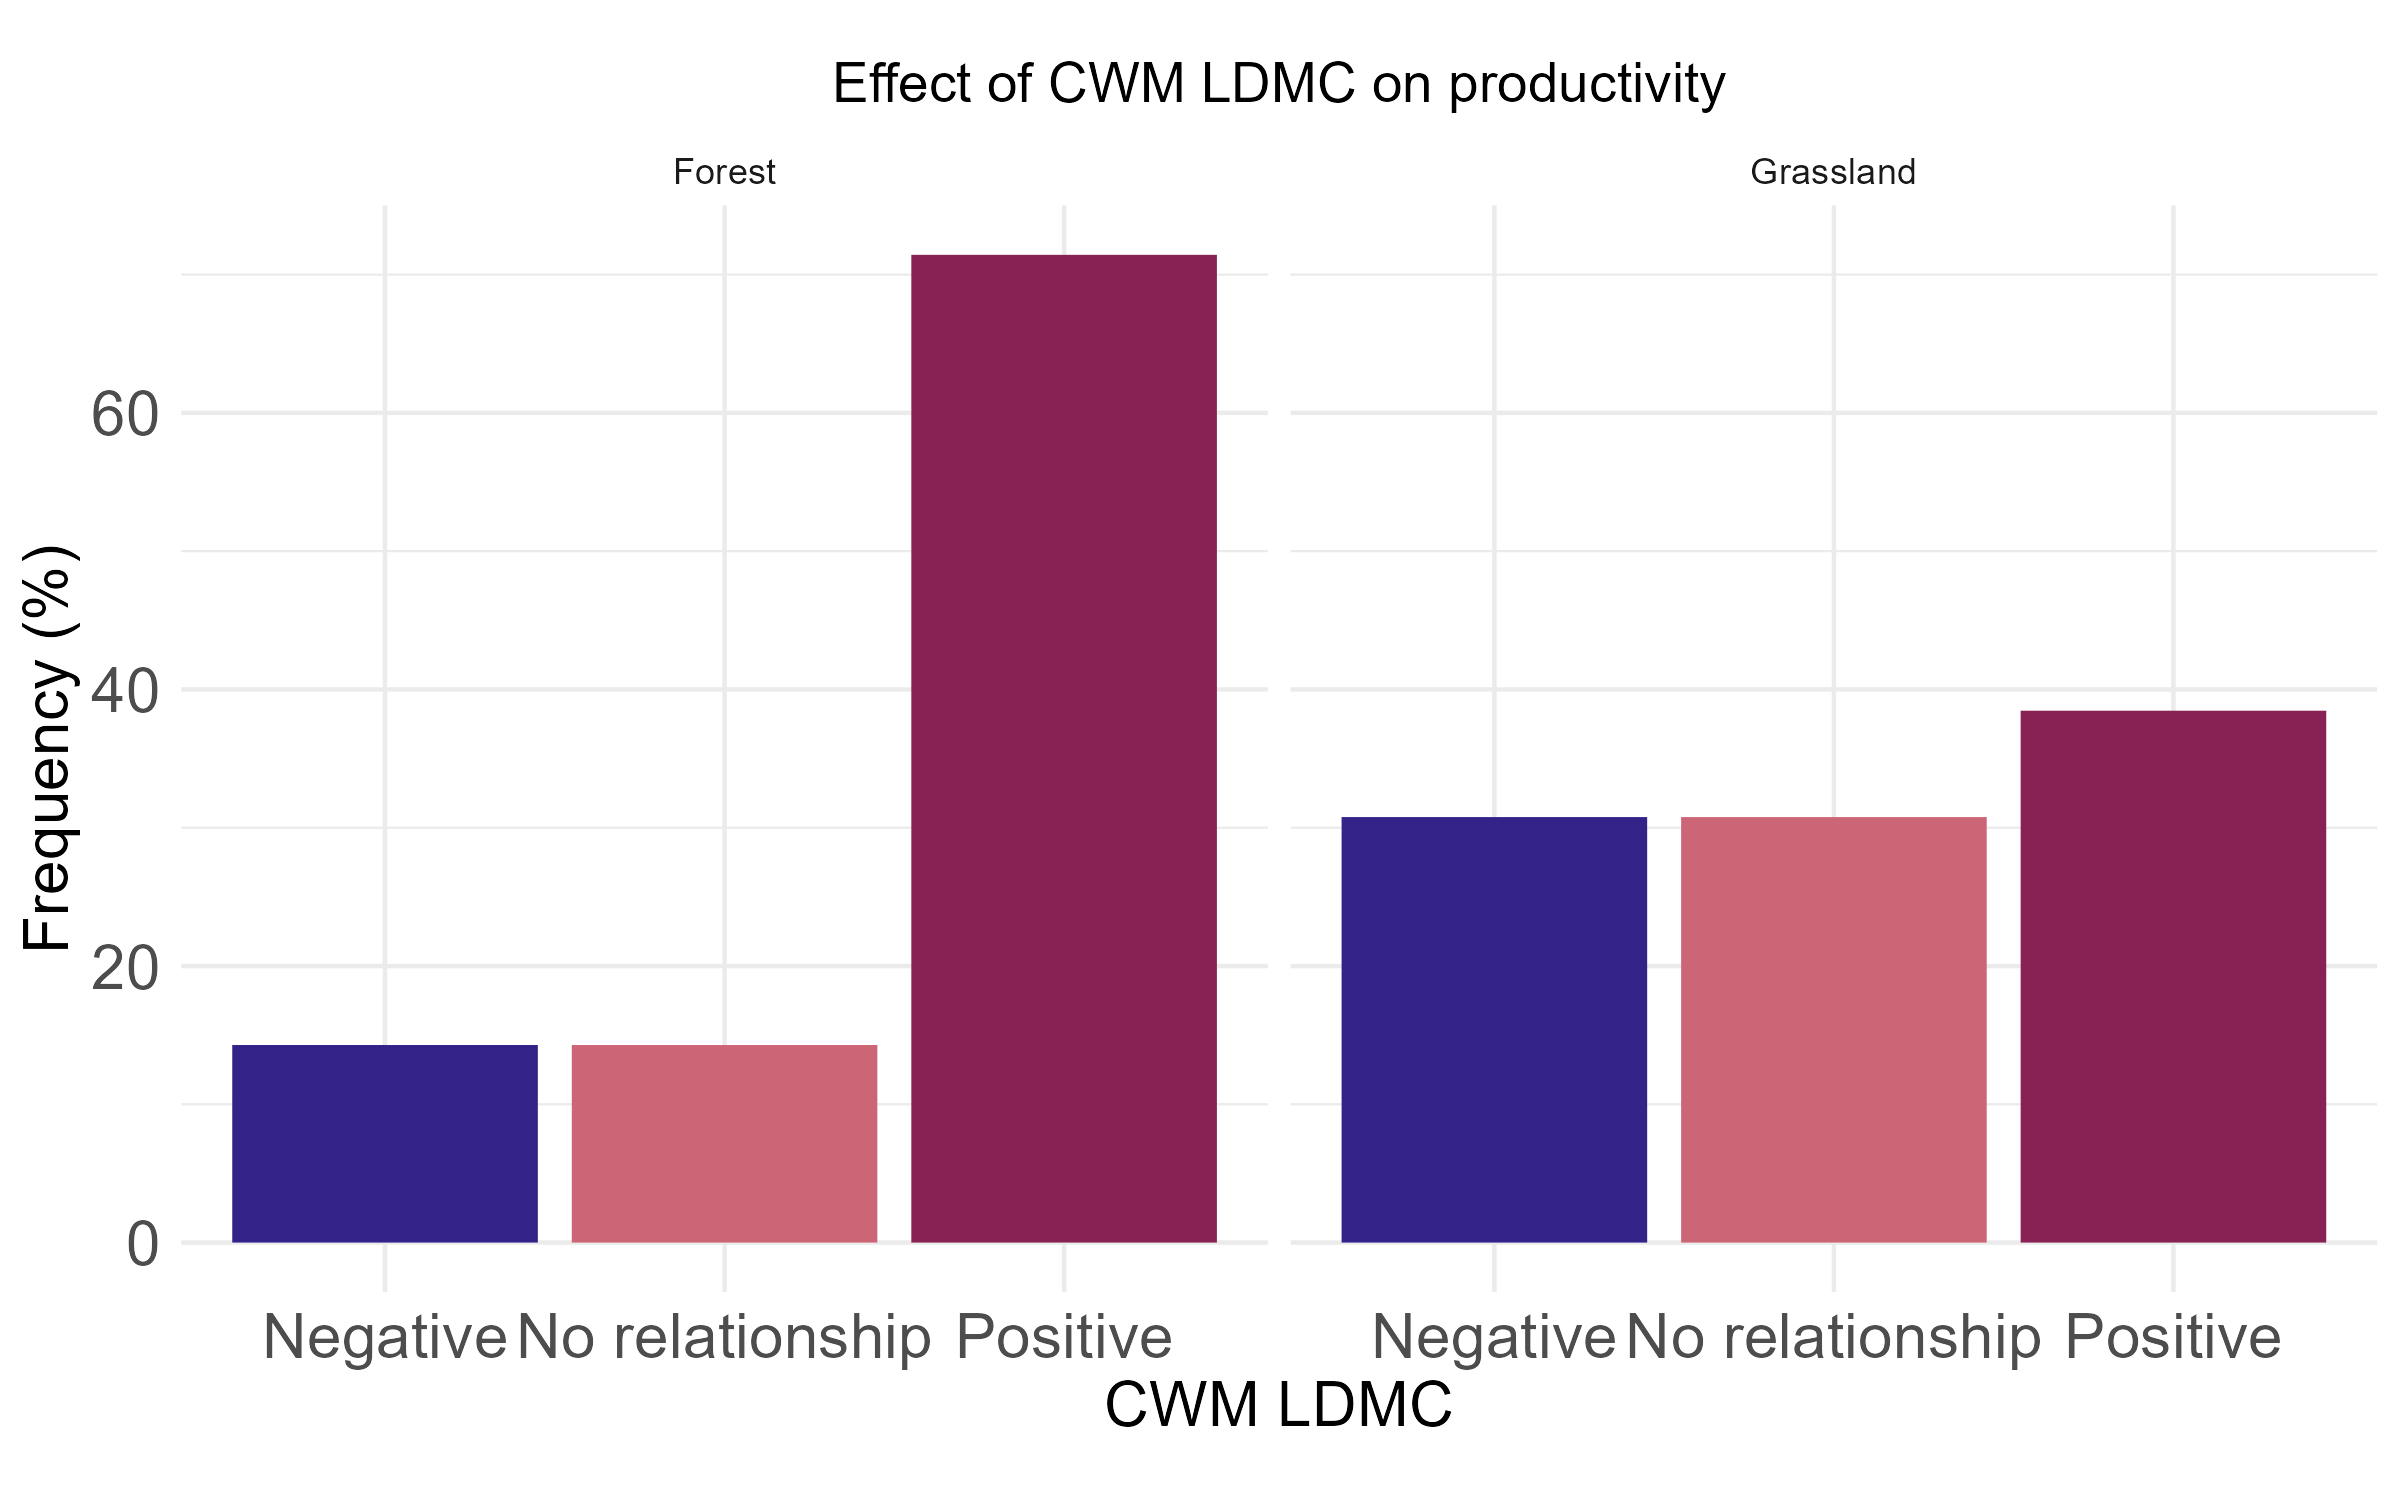 Effect of CWM LDMC on productivity
Forest
Grassland
Frequency (%)
60
40
20
0
Negative No relationship Positive
Negative No relationship Positive
CWM LDMC